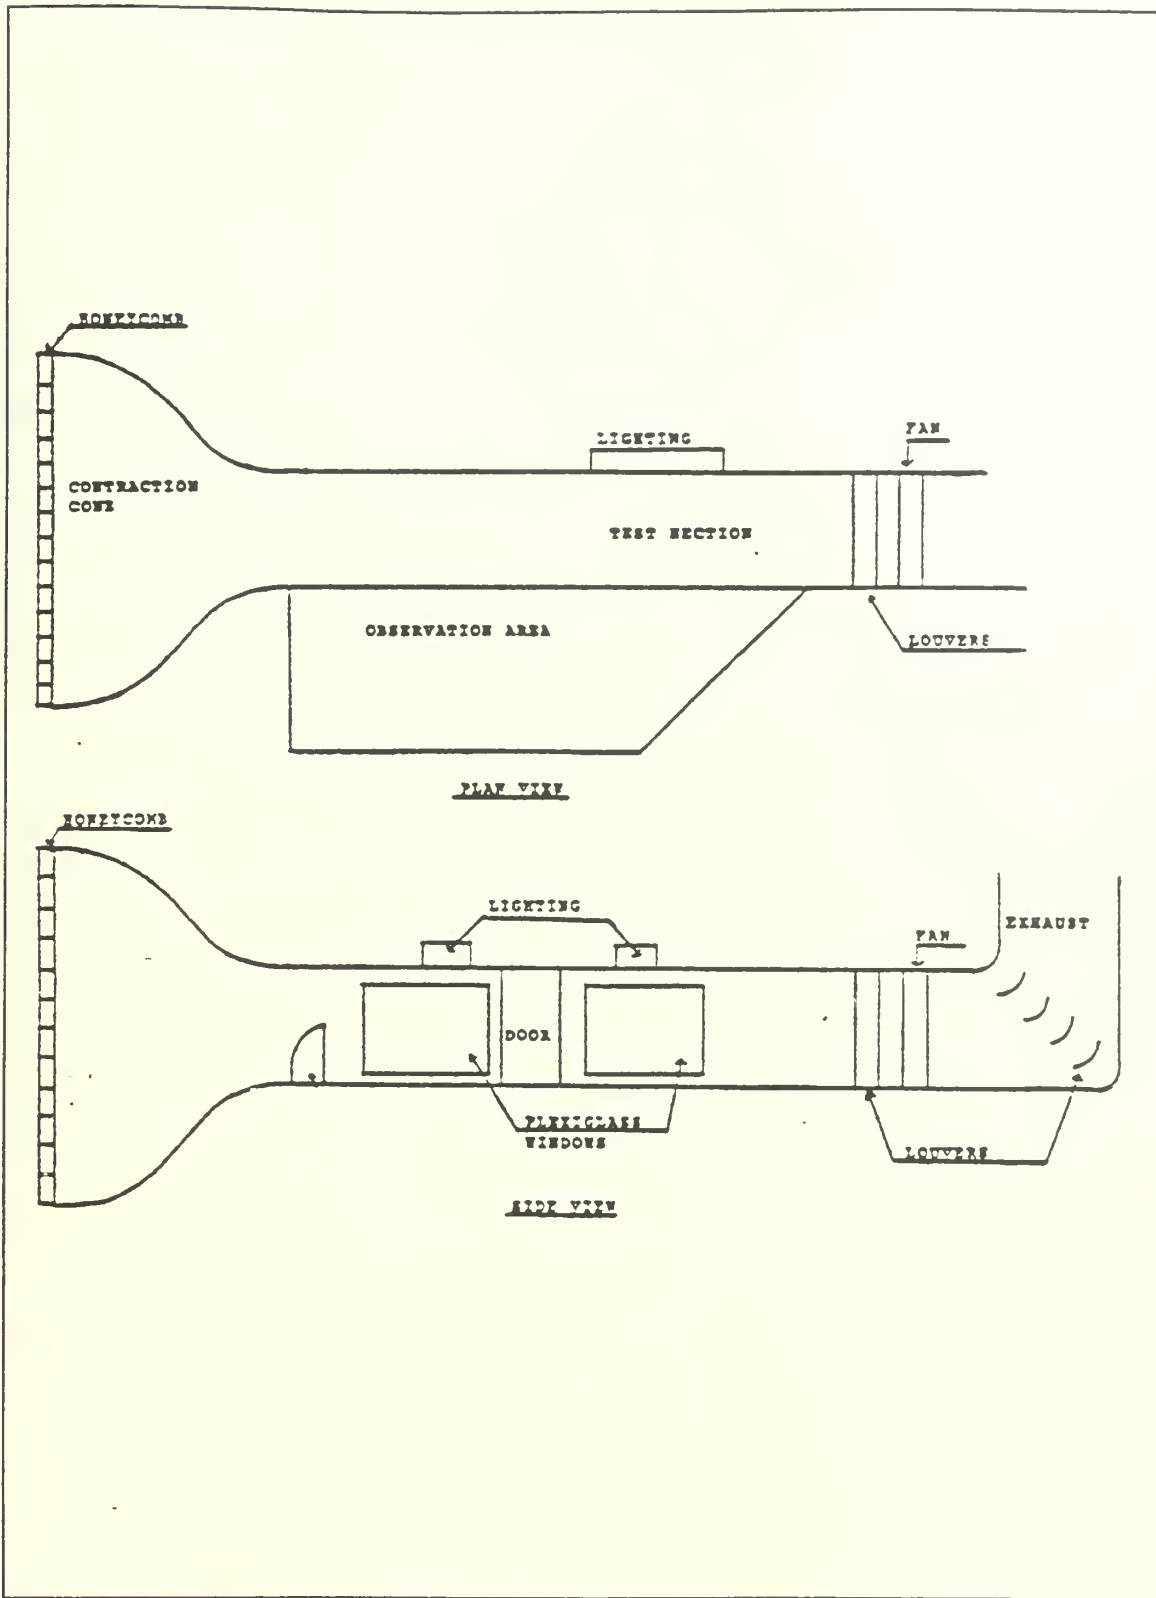 HONEYCOMB
LIGHTING
FAN
CONTRACTION
CONE
TEST SECTION
OBSERVATION AREA
LOUVERS
PLAN VIEW
HONEYCOMB
LIGHTING
EXHAUST
FAN
DOOR
PLEXIGLASS
WINDOWS
LOUVERS
SIDE VIEW